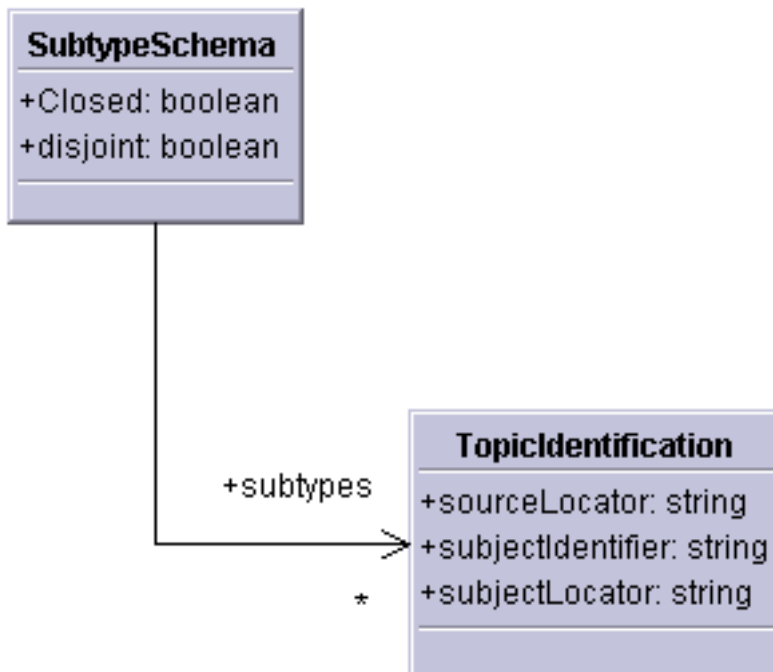 SubtypeSchema
+Closed: boolean
+disjoint: boolean
+subtypes
*
TopicIdentification
+sourceLocator: string
+subjectIdentifier: string
+subjectLocator: string